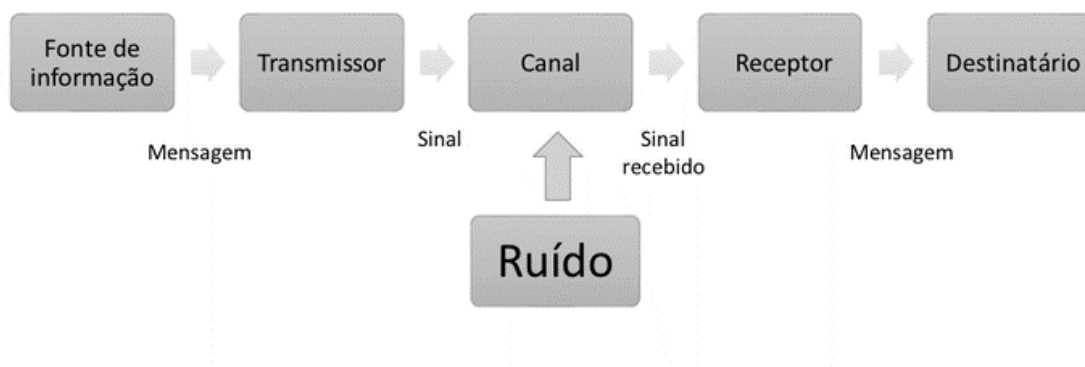 Fonte de
informação
Transmissor
Canal
Receptor
Destinatário
Mensagem
Sinal
Sinal
recebido
Mensagem
Ruído